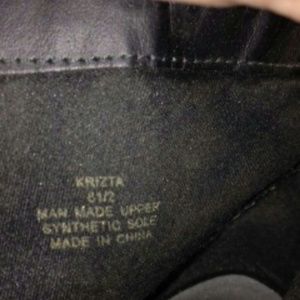 KRIZTA
61/2
MAN MADE UPPER
SYNTHETIC SOLE
MADE IN CHINA